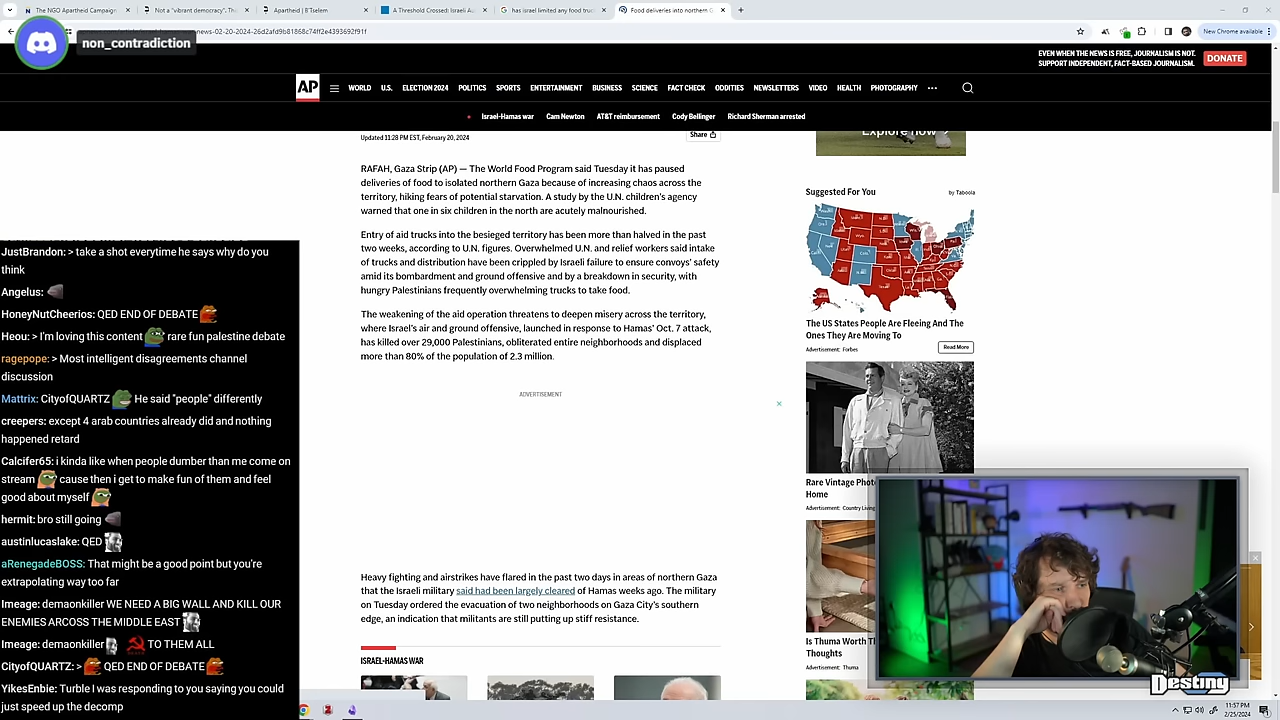 The NGO Apartheid Campaign
Not a "vibrant democracy". Th
Apartheid | B'Tselem
A Threshold Crossed: Israeli Au
has israel limited any food truc
Food deliveries into northern G
news-02-20-2024-26d2afd9b81868c74ff2e4393692f91f
New Chrome available
non_contradiction
EVEN WHEN THE NEWS IS FREE, JOURNALISM IS NOT.
SUPPORT INDEPENDENT, FACT-BASED JOURNALISM.
DONATE
AP
WORLD U.S. ELECTION 2024 POLITICS SPORTS ENTERTAINMENT BUSINESS SCIENCE FACT CHECK ODDITIES NEWSLETTERS VIDEO HEALTH PHOTOGRAPHY
Israel-Hamas war Cam Newton AT&T reimbursement Cody Bellinger Richard Sherman arrested
Updated 11:28 PM EST, February 20, 2024
Share
RAFAH, Gaza Strip (AP) — The World Food Program said Tuesday it has paused
deliveries of food to isolated northern Gaza because of increasing chaos across the
territory, hiking fears of potential starvation. A study by the U.N. children's agency
warned that one in six children in the north are acutely malnourished.
Entry of aid trucks into the besieged territory has been more than halved in the past
two weeks, according to U.N. figures. Overwhelmed U.N. and relief workers said intake
of trucks and distribution have been crippled by Israeli failure to ensure convoys' safety
amid its bombardment and ground offensive and by a breakdown in security, with
hungry Palestinians frequently overwhelming trucks to take food.
The weakening of the aid operation threatens to deepen misery across the territory,
where Israel's air and ground offensive, launched in response to Hamas' Oct. 7 attack,
has killed over 29,000 Palestinians, obliterated entire neighborhoods and displaced
more than 80% of the population of 2.3 million.
ADVERTISEMENT
Heavy fighting and airstrikes have flared in the past two days in areas of northern Gaza
that the Israeli military said had been largely cleared of Hamas weeks ago. The military
on Tuesday ordered the evacuation of two neighborhoods on Gaza City's southern
edge, an indication that militants are still putting up stiff resistance.
ISRAEL-HAMAS WAR
Explore now
Suggested For You
by Taboola
The US States People Are Fleeing And The
Ones They Are Moving To
Advertisement: Forbes
Read More
Rare Vintage Phot
Home
Advertisement: Country Living
Is Thuma Worth T
Thoughts
Advertisement: Thuma
JustBrandon: > take a shot everytime he says why do you
think
Angelus:
HoneyNutCheerios: QED END OF DEBATE
Heou: > I'm loving this content rare fun palestine debate
ragepope: > Most intelligent disagreements channel
discussion
Mattrix: CityofQUARTZ He said "people" differently
creepers: except 4 arab countries already did and nothing
happened retard
Calcifer65: i kinda like when people dumber than me come on
stream cause then i get to make fun of them and feel
good about myself
hermit: bro still going
austinlucaslake: QED
aRenegadeBOSS: That might be a good point but you're
extrapolating way too far
Imeage: demaonkiller WE NEED A BIG WALL AND KILL OUR
ENEMIES ARCOSS THE MIDDLE EAST
Imeage: demaonkiller TO THEM ALL
CityofQUARTZ: > QED END OF DEBATE
YikesEnbie: Turble I was responding to you saying you could
just speed up the decomp
Destiny
11:57 PM
2/25/2024